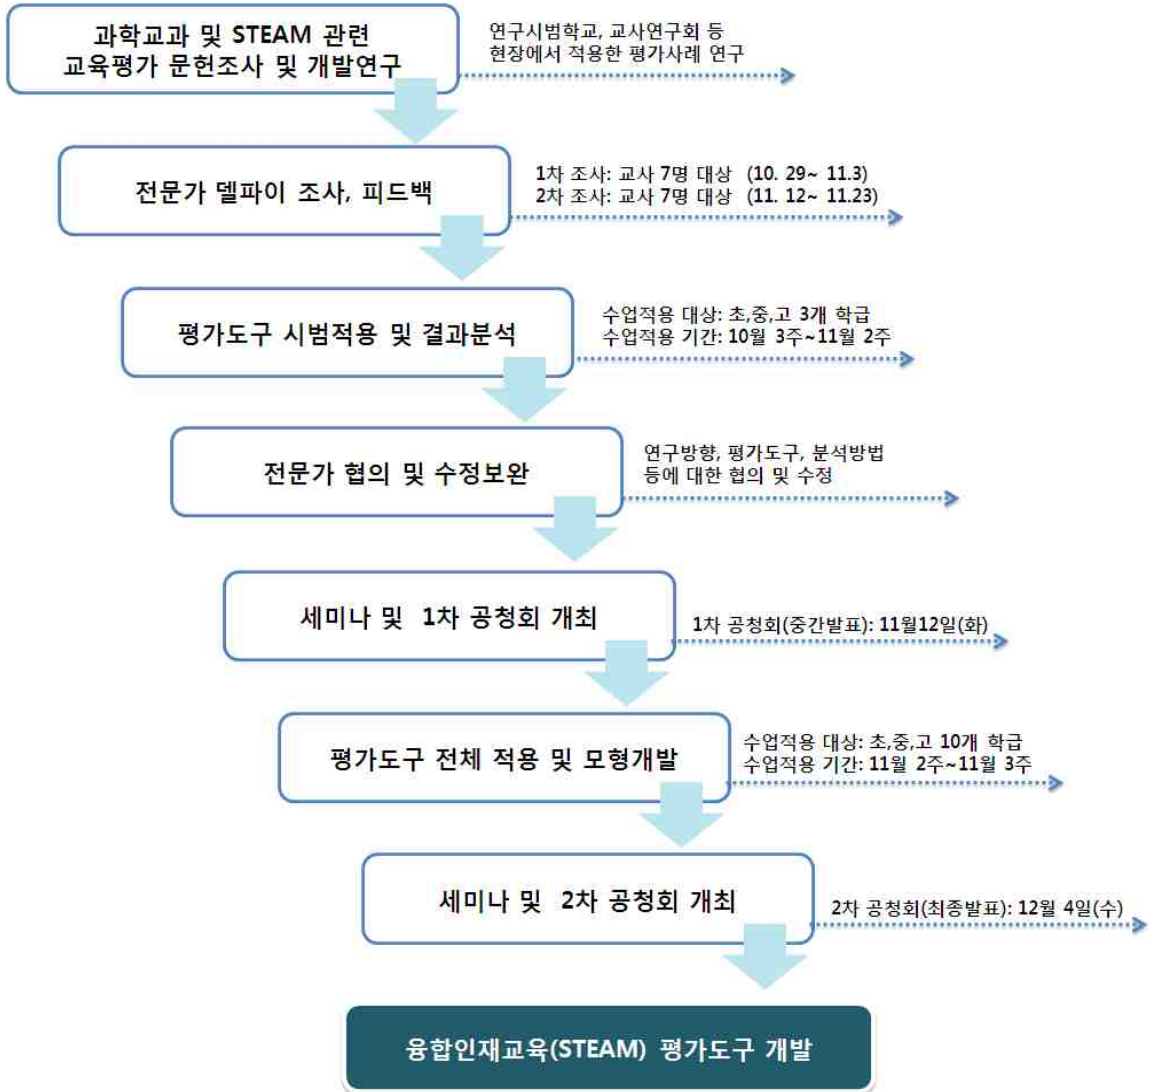 과학교과 및 STEAM 관련
교육평가 문헌조사 및 개발연구
연구시범학교, 교사연구회 등
현장에서 적용한 평가사례 연구
전문가 델파이 조사, 피드백
1차 조사: 교사 7명 대상 (10. 29~ 11.3)
2차 조사: 교사 7명 대상 (11. 12~ 11.23)
평가도구 시범적용 및 결과분석
수업적용 대상: 초,중,고 3개 학급
수업적용 기간: 10월 3주~11월 2주
전문가 협의 및 수정보완
연구방향, 평가도구, 분석방법
등에 대한 협의 및 수정
세미나 및 1차 공청회 개최
1차 공청회(중간발표): 11월12일(화)
평가도구 전체 적용 및 모형개발
수업적용 대상: 초,중,고 10개 학급
수업적용 기간: 11월 2주~11월 3주
세미나 및 2차 공청회 개최
2차 공청회(최종발표): 12월 4일(수)
융합인재교육(STEAM) 평가도구 개발